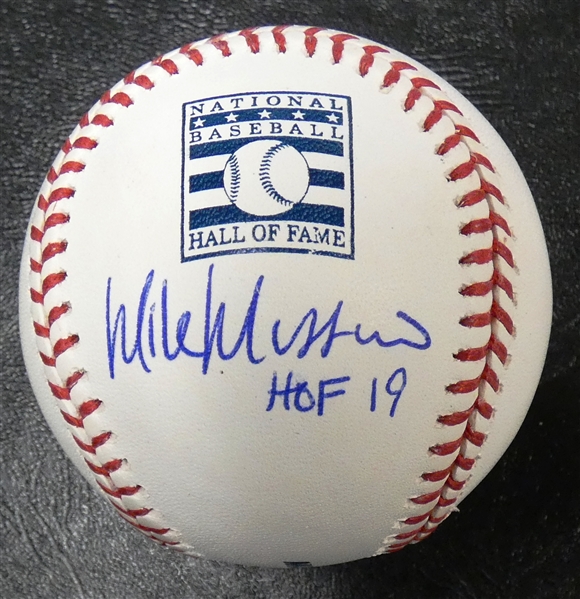 NATIONAL
BASEBALL
HALL OF FAME
Mike Mussina
HOF 19